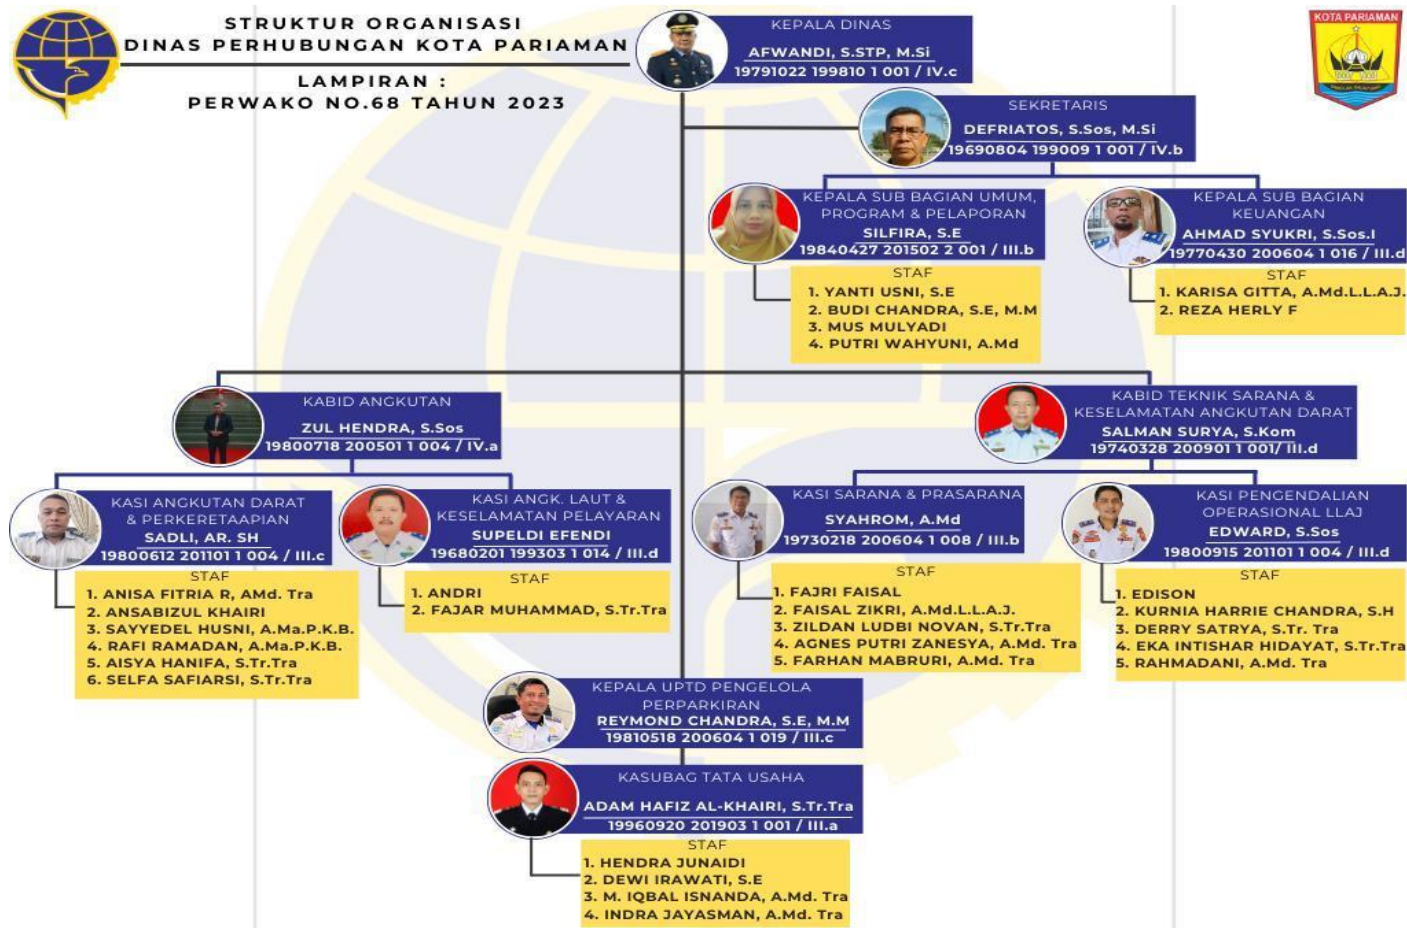 STRUKTUR ORGANISASI
DINAS PERHUBUNGAN KOTA PARIAMAN
LAMPIRAN :
PERWAKO NO.68 TAHUN 2023
KEPALA DINAS
AFWANDI, S.STP, M.Si
19791022 199810 1 001 / IV.c
KOTA PARIAMAN
SEKRETARIS
DEFRIATOS, S.Sos, M.Si
19690804 199009 1 001 / IV.b
KEPALA SUB BAGIAN UMUM,
PROGRAM & PELAPORAN
SILFIRA, S.E
19840427 201502 2 001 / III.b
STAF
1. YANTI USNI, S.E
2. BUDI CHANDRA, S.E, M.M
3. MUS MULYADI
4. PUTRI WAHYUNI, A.Md
KEPALA SUB BAGIAN
KEUANGAN
AHMAD SYUKRI, S.Sos.I
19770430 200604 1 016 / III.d
STAF
1. KARISA GITTA, A.Md.L.L.A.J.
2. REZA HERLY F
KABID ANGKUTAN
ZUL HENDRA, S.Sos
19800718 200501 1 004 / IV.a
KASI ANGKUTAN DARAT
& PERKERETAAPIAN
SADLI, AR. SH
19800612 201101 1 004 / III.c
STAF
1. ANISA FITRIA R, AMd. Tra
2. ANSABIZUL KHAIRI
3. SAYYEDEL HUSNI, A.Ma.P.K.B.
4. RAFI RAMADAN, A.Ma.P.K.B.
5. AISYA HANIFA, S.Tr.Tra
6. SELFA SAFIARSI, S.Tr.Tra
KASI ANGK. LAUT &
KESELAMATAN PELAYARAN
SUPELDI EFENDI
19680201 199303 1 014 / III.d
STAF
1. ANDRI
2. FAJAR MUHAMMAD, S.Tr.Tra
KABID TEKNIK SARANA &
KESELAMATAN ANGKUTAN DARAT
SALMAN SURYA, S.Kom
19740328 200901 1 001/ III.d
KASI SARANA & PRASARANA
SYAHROM, A.Md
19730218 200604 1 008 / III.b
STAF
1. FAJRI FAISAL
2. FAISAL ZIKRI, A.Md.L.L.A.J.
3. ZILDAN LUDBI NOVAN, S.Tr.Tra
4. AGNES PUTRI ZANESYA, A.Md. Tra
5. FARHAN MABRURI, A.Md. Tra
KASI PENGENDALIAN
OPERASIONAL LLAJ
EDWARD, S.Sos
19800915 201101 1 004 / III.d
STAF
1. EDISON
2. KURNIA HARRIE CHANDRA, S.H
3. DERRY SATRYA, S.Tr. Tra
4. EKA INTISHAR HIDAYAT, S.Tr.Tra
5. RAHMADANI, A.Md. Tra
KEPALA UPTD PENGELOLA
PERPARKIRAN
REYMOND CHANDRA, S.E, M.M
19810518 200604 1 019 / III.c
KASUBAG TATA USAHA
ADAM HAFIZ AL-KHAIRI, S.Tr.Tra
19960920 201903 1 001 / III.a
STAF
1. HENDRA JUNAIDI
2. DEWI IRAWATI, S.E
3. M. IQBAL ISNANDA, A.Md. Tra
4. INDRA JAYASMAN, A.Md. Tra